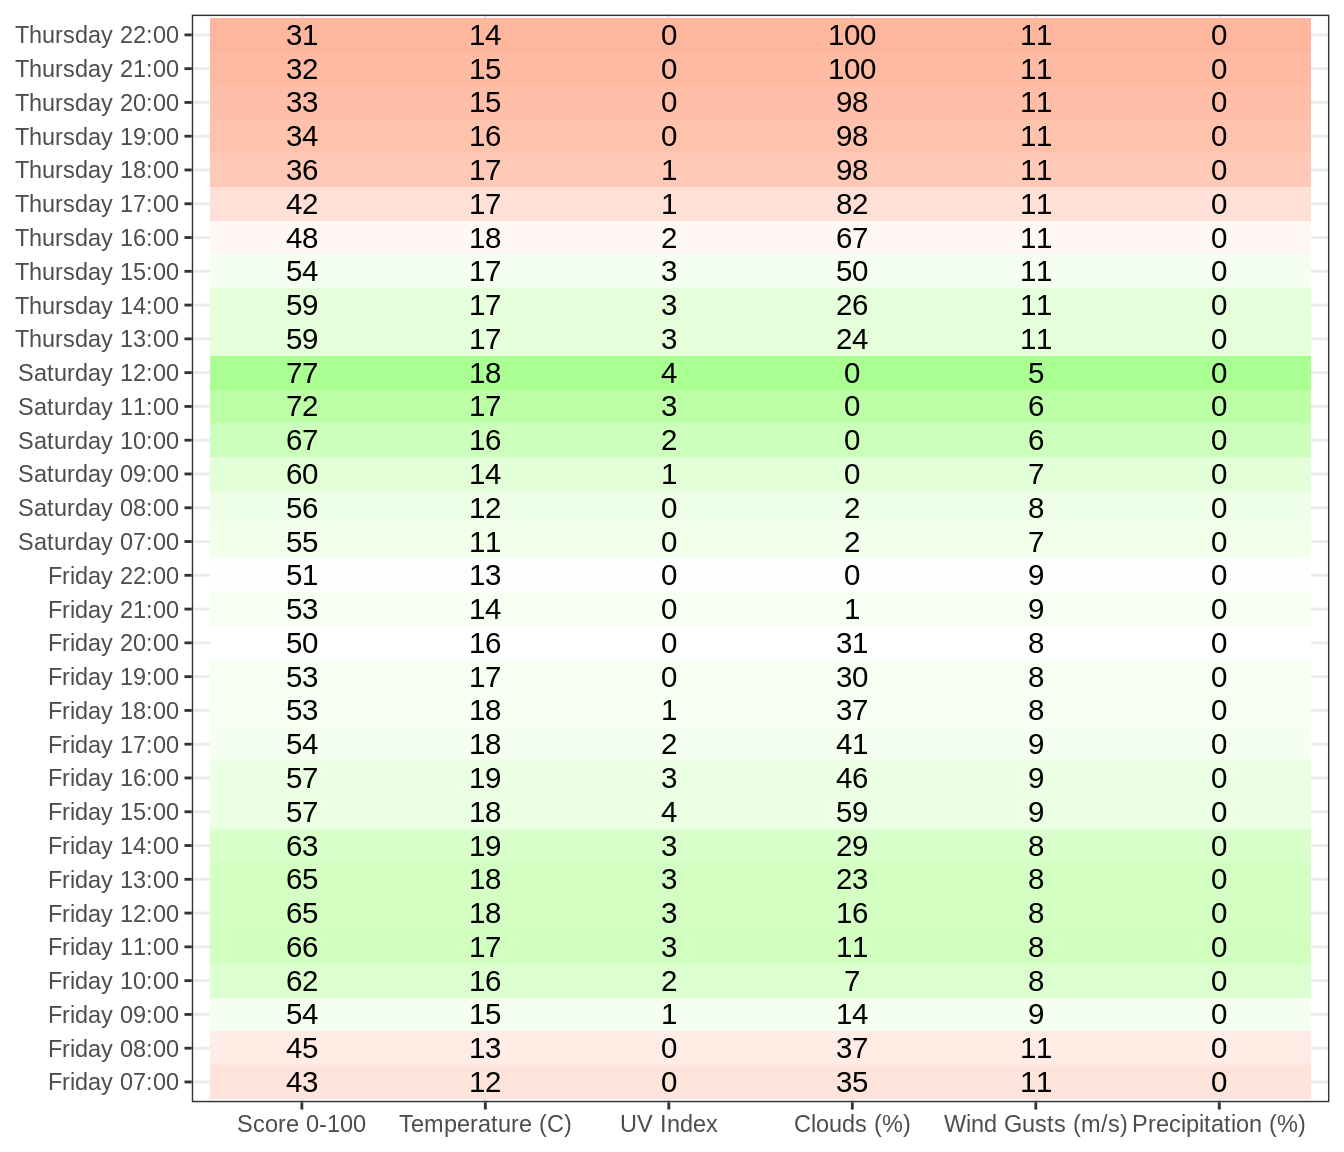 Thursday 22:00 31 14 0 100 11 0
Thursday 21:00 32 15 0 100 11 0
Thursday 20:00 33 15 0 98 11 0
Thursday 19:00 34 16 0 98 11 0
Thursday 18:00 36 17 1 98 11 0
Thursday 17:00 42 17 1 82 11 0
Thursday 16:00 48 18 2 67 11 0
Thursday 15:00 54 17 3 50 11 0
Thursday 14:00 59 17 3 26 11 0
Thursday 13:00 59 17 3 24 11 0
Saturday 12:00 77 18 4 0 5 0
Saturday 11:00 72 17 3 0 6 0
Saturday 10:00 67 16 2 0 6 0
Saturday 09:00 60 14 1 0 7 0
Saturday 08:00 56 12 0 2 8 0
Saturday 07:00 55 11 0 2 7 0
Friday 22:00 51 13 0 0 9 0
Friday 21:00 53 14 0 1 9 0
Friday 20:00 50 16 0 31 8 0
Friday 19:00 53 17 0 30 8 0
Friday 18:00 53 18 1 37 8 0
Friday 17:00 54 18 2 41 9 0
Friday 16:00 57 19 3 46 9 0
Friday 15:00 57 18 4 59 9 0
Friday 14:00 63 19 3 29 8 0
Friday 13:00 65 18 3 23 8 0
Friday 12:00 65 18 3 16 8 0
Friday 11:00 66 17 3 11 8 0
Friday 10:00 62 16 2 7 8 0
Friday 09:00 54 15 1 14 9 0
Friday 08:00 45 13 0 37 11 0
Friday 07:00 43 12 0 35 11 0
Score 0-100 Temperature (C) UV Index Clouds (%) Wind Gusts (m/s) Precipitation (%)